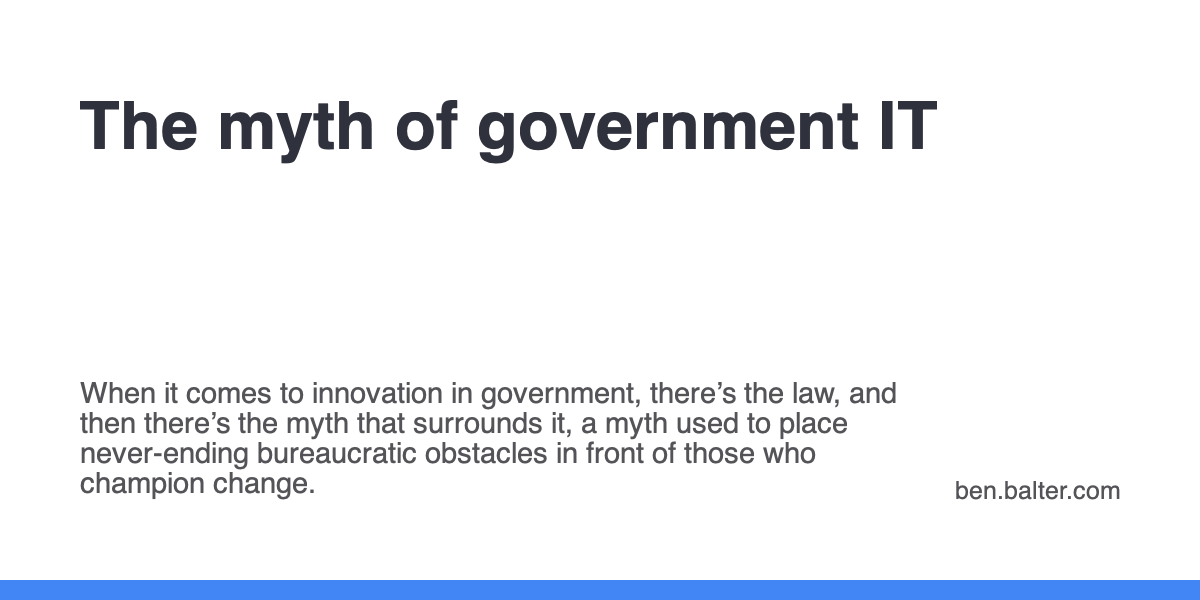 The myth of government IT
When it comes to innovation in government, there’s the law, and
then there’s the myth that surrounds it, a myth used to place
never-ending bureaucratic obstacles in front of those who
champion change.
ben.balter.com